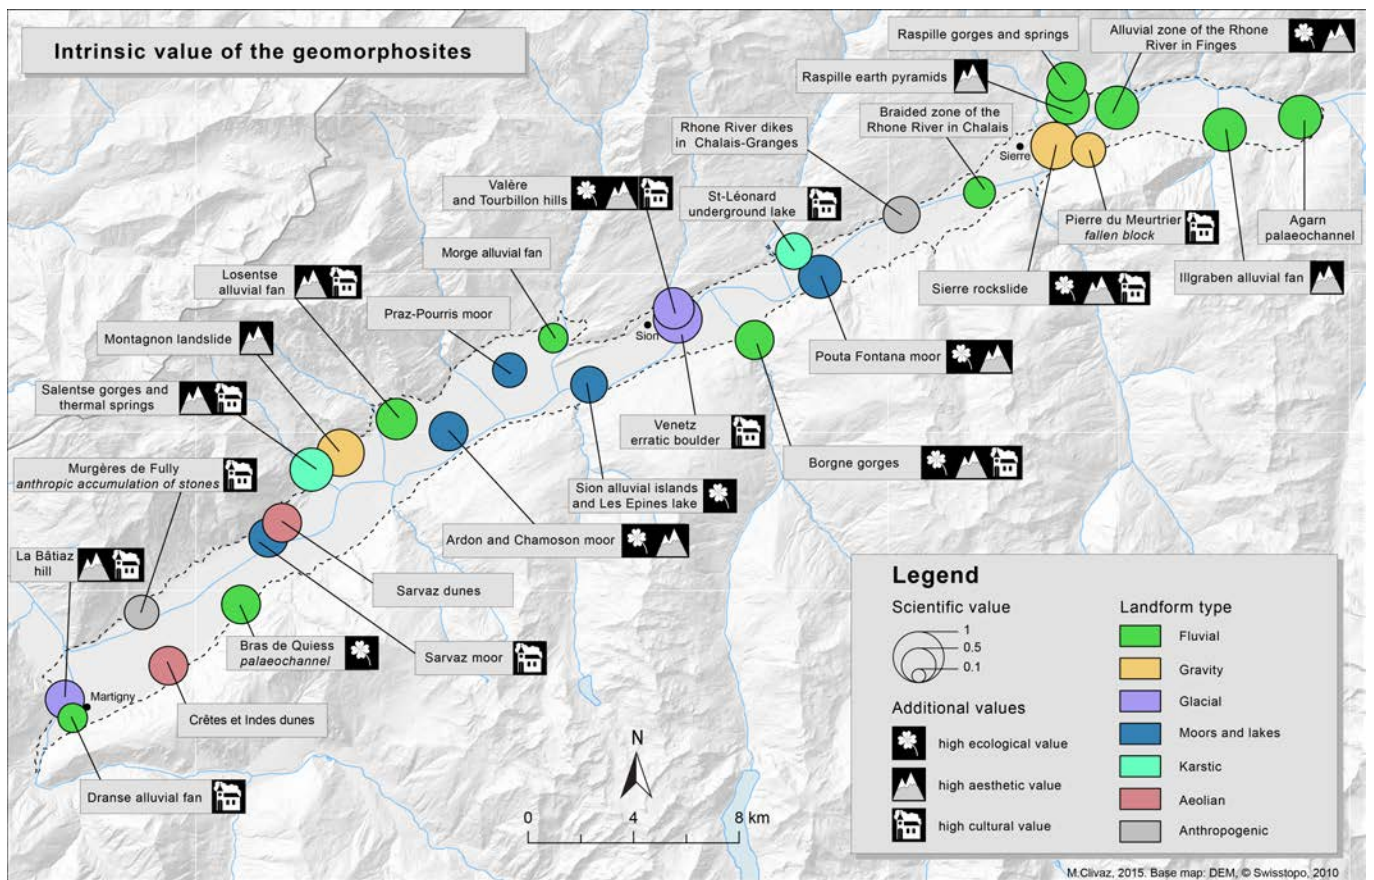 Intrinsic value of the geomorphosites
Raspille gorges and springs
Alluvial zone of the Rhone
River in Finges
Raspille earth pyramids
Braided zone of the
Rhone River in Chalais
Rhone River dikes
in Chalais-Granges
Sierre
Valère
and Tourbillon hills
St-Léonard
underground lake
Pierre du Meurtrier
fallen block
Agarn
palaeochannel
Morge alluvial fan
Losentse
alluvial fan
Illgraben alluvial fan
Sierre rockslide
Praz-Pourris moor
Montagnon landslide
Sion
Pouta Fontana moor
Salentse gorges and
thermal springs
Venetz
erratic boulder
Borgne gorges
Murgères de Fully
anthropic accumulation of stones
Sion alluvial islands
and Les Epines lake
Ardon and Chamoson moor
La Bâtiaz
hill
Sarvaz dunes
Bras de Quiess
palaeochannel
Sarvaz moor
Martigny
Crêtes et Indes dunes
Dranse alluvial fan
N
0 4 8 km
Legend
Scientific value
1
0.5
0.1
Additional values
high ecological value
high aesthetic value
high cultural value
Landform type
Fluvial
Gravity
Glacial
Moors and lakes
Karstic
Aeolian
Anthropogenic
M.Clivaz, 2015. Base map: DEM, © Swisstopo, 2010